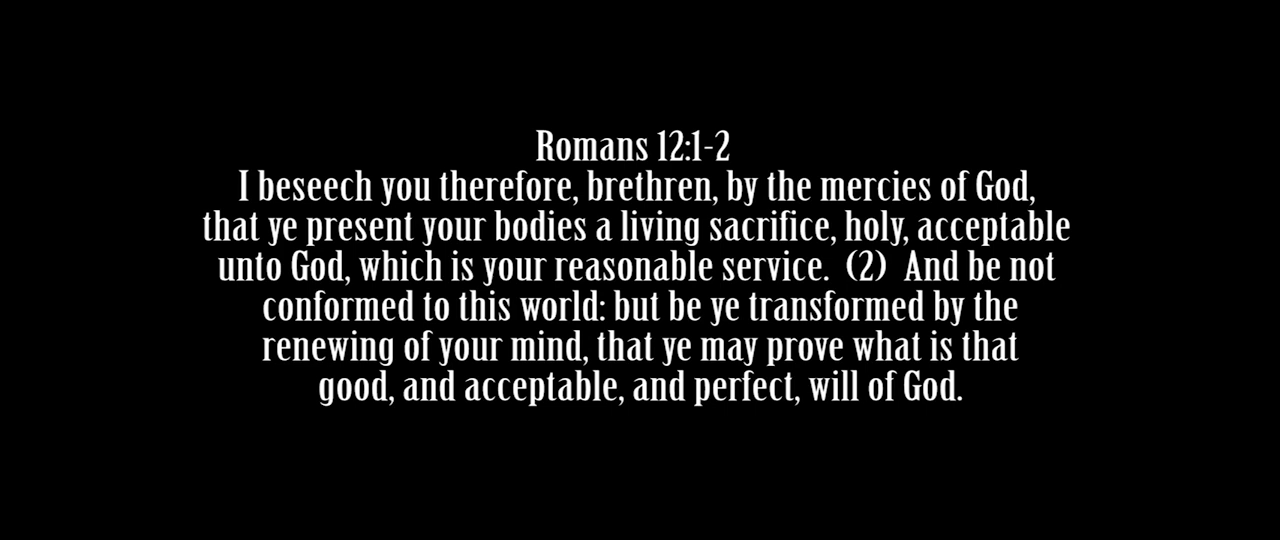 Romans 12:1-2
I beseech you therefore, brethren, by the mercies of God,
that ye present your bodies a living sacrifice, holy, acceptable
unto God, which is your reasonable service.  (2)  And be not
conformed to this world: but be ye transformed by the
renewing of your mind, that ye may prove what is that
good, and acceptable, and perfect, will of God.